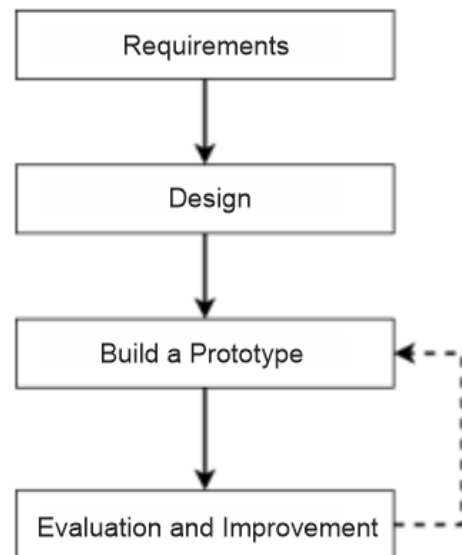 Requirements
Design
Build a Prototype
Evaluation and Improvement